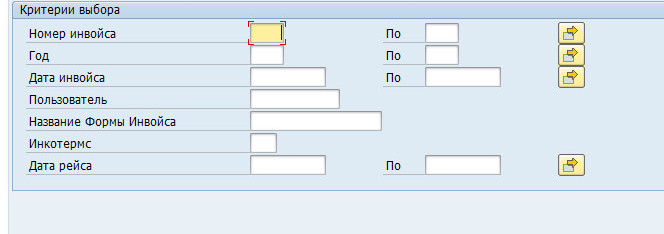 Критерии выбора
Номер инвойса По
Год По
Дата инвойса По
Пользователь
Название Формы Инвойса
Инкотермс
Дата рейса По